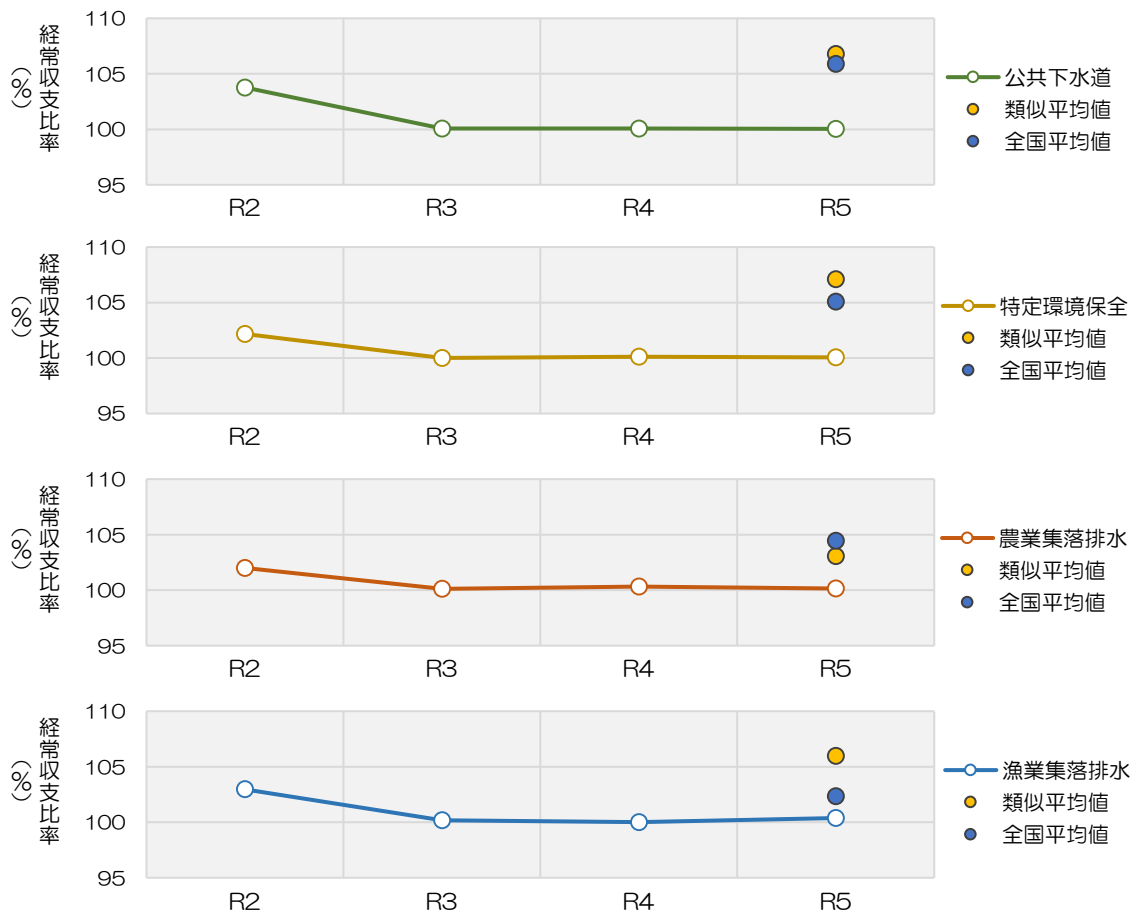 経常収支比率
(%)
110
105
100
95
R2
R3
R4
R5
公共下水道
類似平均値
全国平均値
経常収支比率
(%)
110
105
100
95
R2
R3
R4
R5
特定環境保全
類似平均値
全国平均値
経常収支比率
(%)
110
105
100
95
R2
R3
R4
R5
農業集落排水
類似平均値
全国平均値
経常収支比率
(%)
110
105
100
95
R2
R3
R4
R5
漁業集落排水
類似平均値
全国平均値